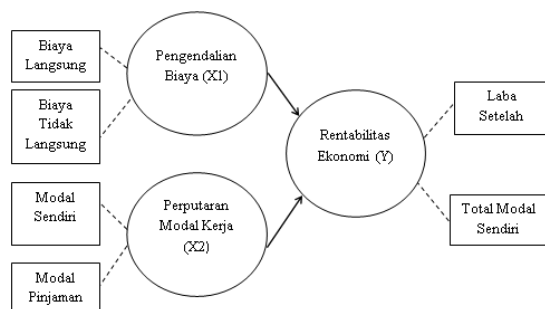 Biaya
Langsung
Biaya
Tidak
Langsung
Pengendalian
Biaya (X1)
Modal
Sendiri
Modal
Pinjaman
Perputaran
Modal Kerja
(X2)
Rentabilitas
Ekonomi (Y)
Laba
Setelah
Total Modal
Sendiri